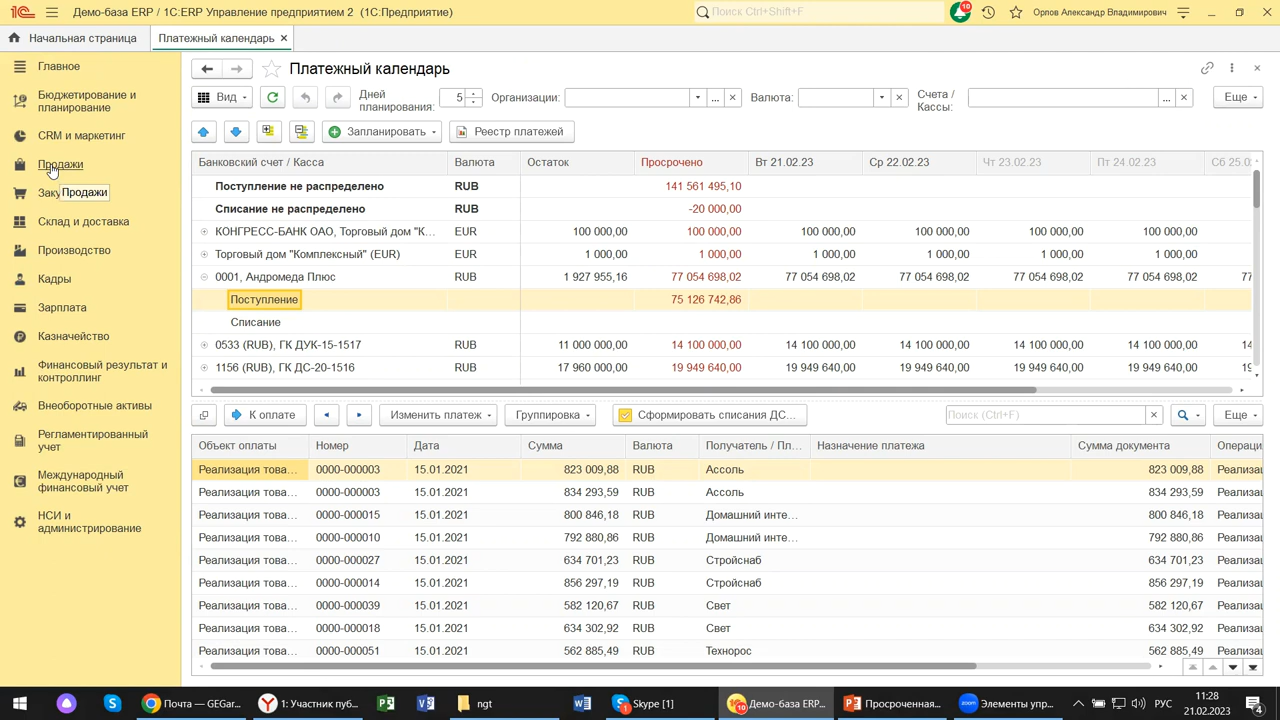 Демо-база ERP / 1С:ERP Управление предприятием 2 (1С:Предприятие)
Поиск Ctrl+Shift+F
10
Орлов Александр Владимирович
Начальная страница
Платежный календарь
Главное
Бюджетирование и
планирование
CRM и маркетинг
Продажи
Заку
Продажи
Склад и доставка
Производство
Кадры
Зарплата
Казначейство
Финансовый результат и
контроллинг
Внеоборотные активы
Регламентированный
учет
Международный
финансовый учет
НСИ и
администрирование
Платежный календарь
Вид
Дней
планирования:
5
Организации:
...
Валюта:
Счета /
Кассы:
...
Еще
Запланировать
Реестр платежей
Банковский счет / Касса Валюта Остаток Просрочено Вт 21.02.23 Ср 22.02.23 Чт 23.02.23 Пт 24.02.23 Сб 25.0
Поступление не распределено RUB 141 561 495,10
Списание не распределено RUB -20 000,00
КОНГРЕСС-БАНК ОАО, Торговый дом "К... EUR 100 000,00 100 000,00 100 000,00 100 000,00 100 000,00 100 000,00
Торговый дом "Комплексный" (EUR) EUR 1 000,00 1 000,00 1 000,00 1 000,00 1 000,00 1 000,00
0001, Андромеда Плюс RUB 1 927 955,16 77 054 698,02 77 054 698,02 77 054 698,02 77 054 698,02 77 054 698,02 77
Поступление 75 126 742,86
Списание
0533 (RUB), ГК ДУК-15-1517 RUB 11 000 000,00 14 100 000,00 14 100 000,00 14 100 000,00 14 100 000,00 14 100 000,00 14
1156 (RUB), ГК ДС-20-1516 RUB 17 960 000,00 19 949 640,00 19 949 640,00 19 949 640,00 19 949 640,00 19 949 640,00 19
К оплате
Изменить платеж
Группировка
Сформировать списания ДС...
Поиск (Ctrl+F)
Еще
Объект оплаты Номер Дата Сумма Валюта Получатель / Пл... Назначение платежа Сумма документа Операци
Реализация това... 0000-000003 15.01.2021 823 009,88 RUB Ассоль 823 009,88 Реализац
Реализация това... 0000-000003 15.01.2021 834 293,59 RUB Ассоль 834 293,59 Реализац
Реализация това... 0000-000015 15.01.2021 800 846,18 RUB Домашний инте... 800 846,18 Реализац
Реализация това... 0000-000010 15.01.2021 792 880,86 RUB Домашний инте... 792 880,86 Реализац
Реализация това... 0000-000027 15.01.2021 634 701,23 RUB Стройснаб 634 701,23 Реализац
Реализация това... 0000-000014 15.01.2021 856 297,19 RUB Стройснаб 856 297,19 Реализац
Реализация това... 0000-000039 15.01.2021 582 120,67 RUB Свет 582 120,67 Реализац
Реализация това... 0000-000018 15.01.2021 634 302,92 RUB Свет 634 302,92 Реализац
Реализация това... 0000-000051 15.01.2021 562 885,49 RUB Технорос 562 885,49 Реализац
Почта — GEGar...
1: Участник пуб...
ngt
Skype [1]
Демо-база ERP...
Просроченная...
Элементы упр...
РУС
11:28
21.02.2023
4